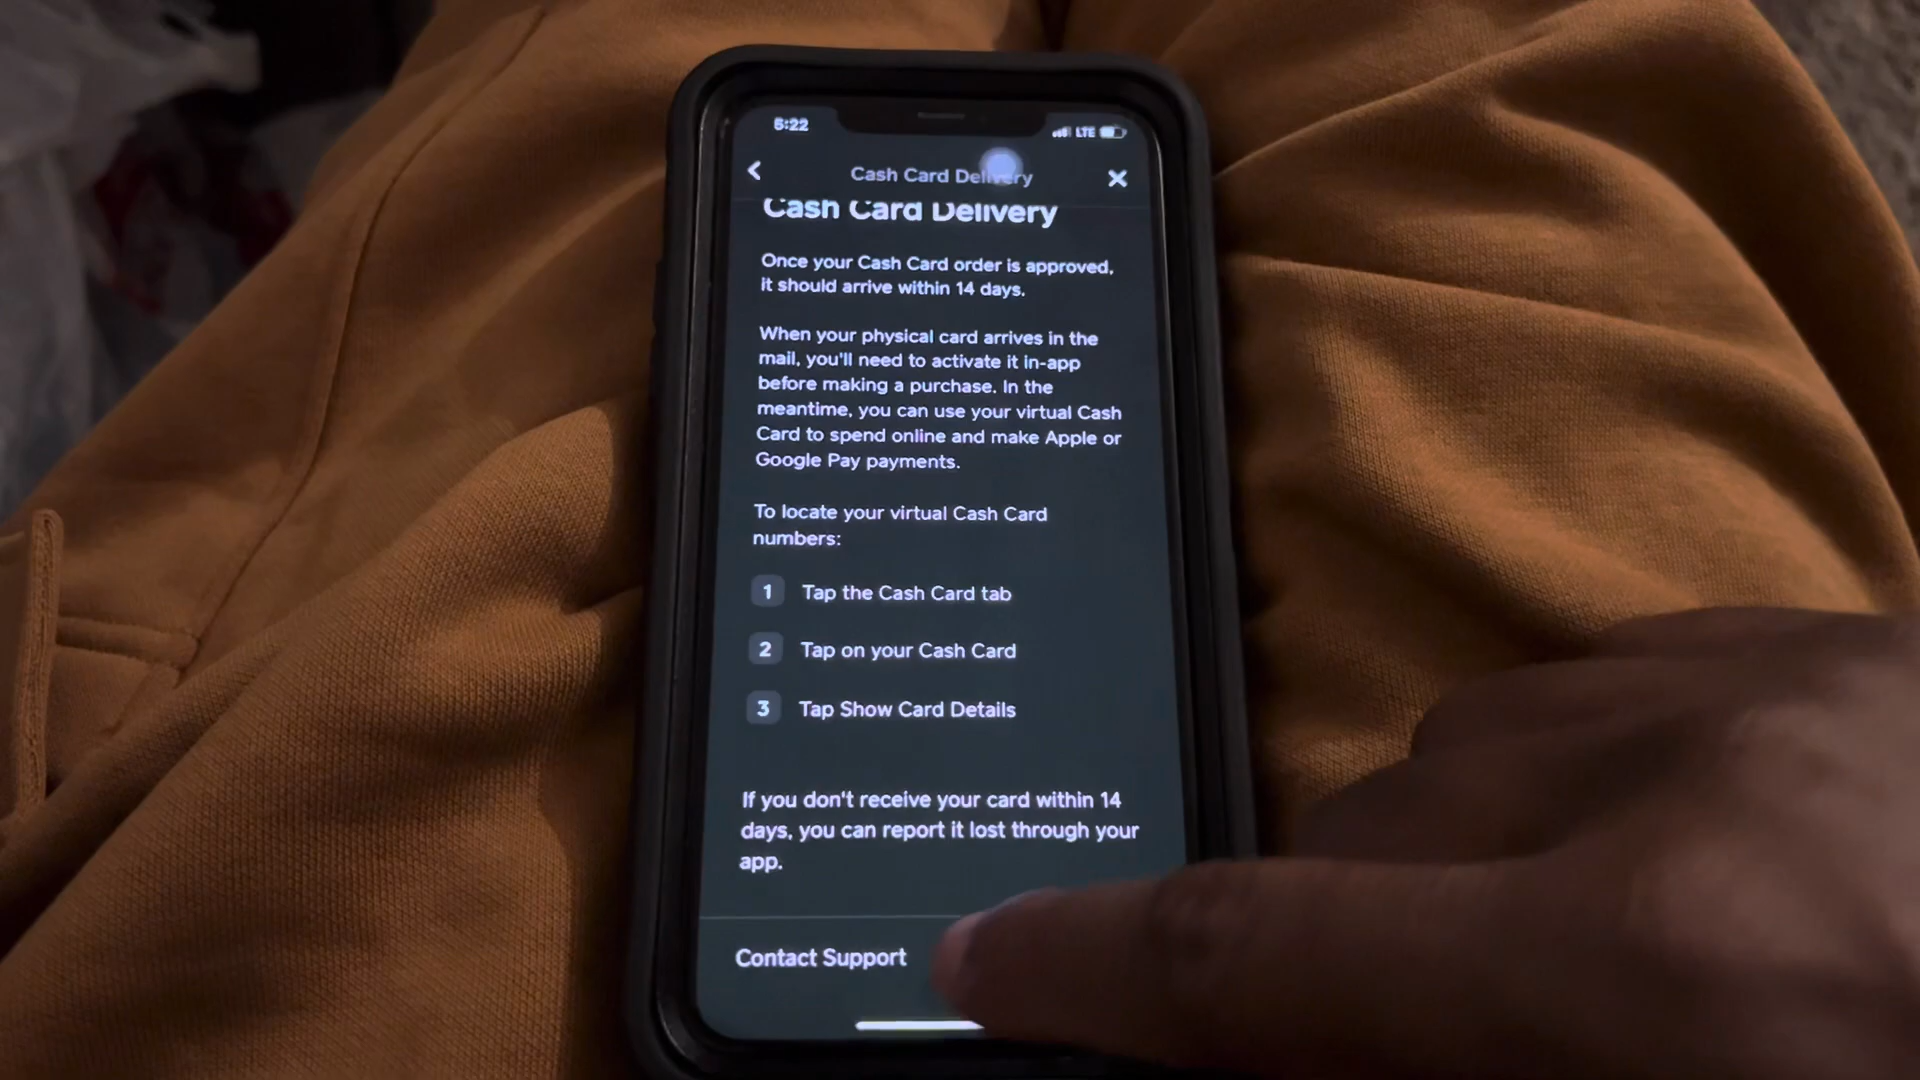 5:22
LTE
Cash Card Delivery
Cash Card Delivery
Once your Cash Card order is approved,
it should arrive within 14 days.
When your physical card arrives in the
mail, you'll need to activate it in-app
before making a purchase. In the
meantime, you can use your virtual Cash
Card to spend online and make Apple or
Google Pay payments.
To locate your virtual Cash Card
numbers:
1 Tap the Cash Card tab
2 Tap on your Cash Card
3 Tap Show Card Details
If you don't receive your card within 14
days, you can report it lost through your
app.
Contact Support